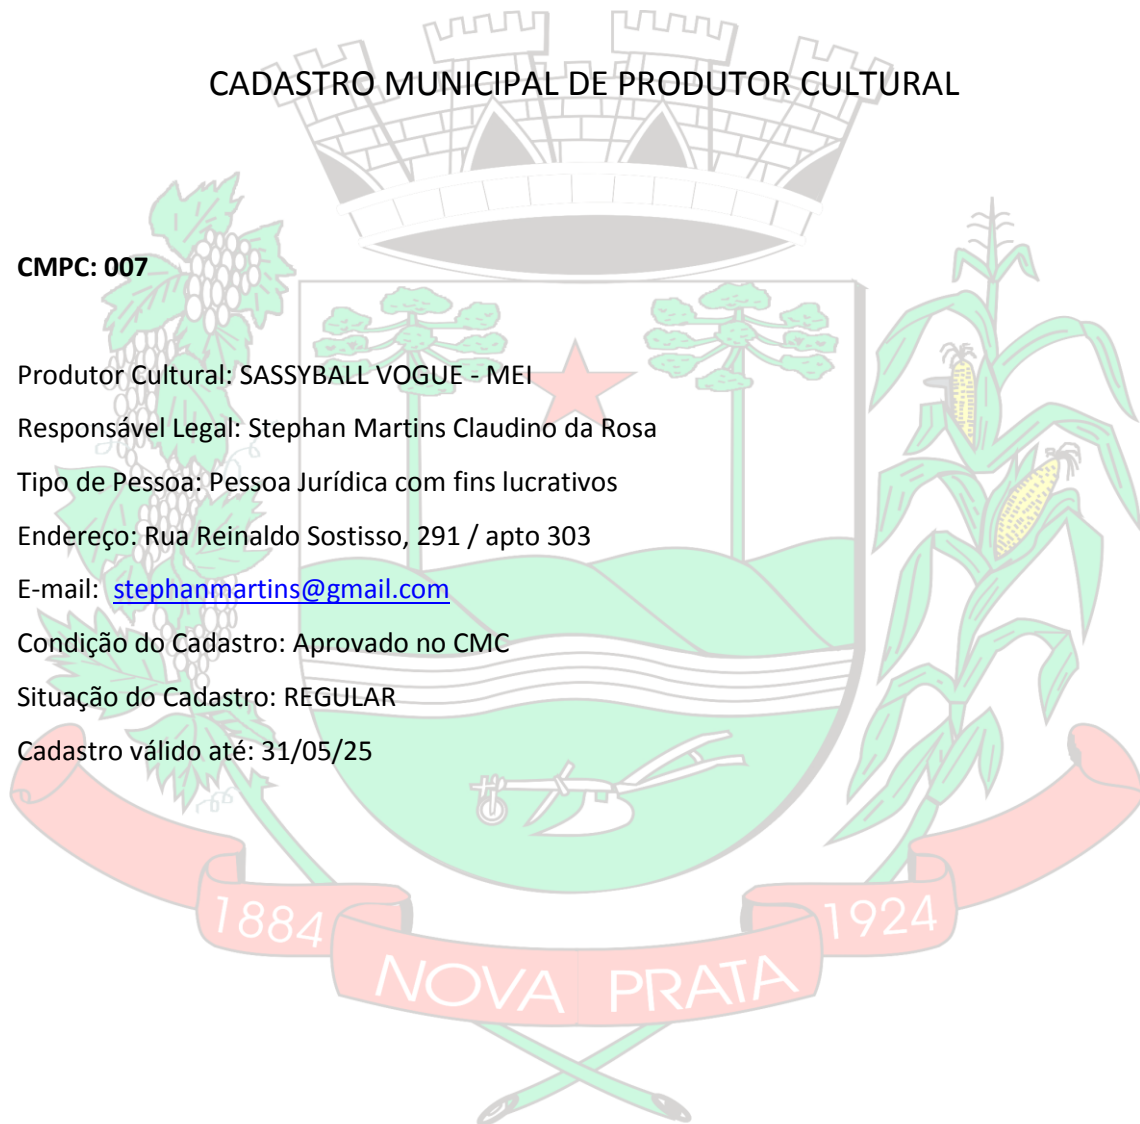 CADASTRO MUNICIPAL DE PRODUTOR CULTURAL
CMPC: 007
Produtor Cultural: SASSYBALL VOGUE - MEI
Responsável Legal: Stephan Martins Claudino da Rosa
Tipo de Pessoa: Pessoa Jurídica com fins lucrativos
Endereço: Rua Reinaldo Sostisso, 291 / apto 303
E-mail: stephanmartins@gmail.com
Condição do Cadastro: Aprovado no CMC
Situação do Cadastro: REGULAR
Cadastro válido até: 31/05/25
1884 NOVA PRATA 1924